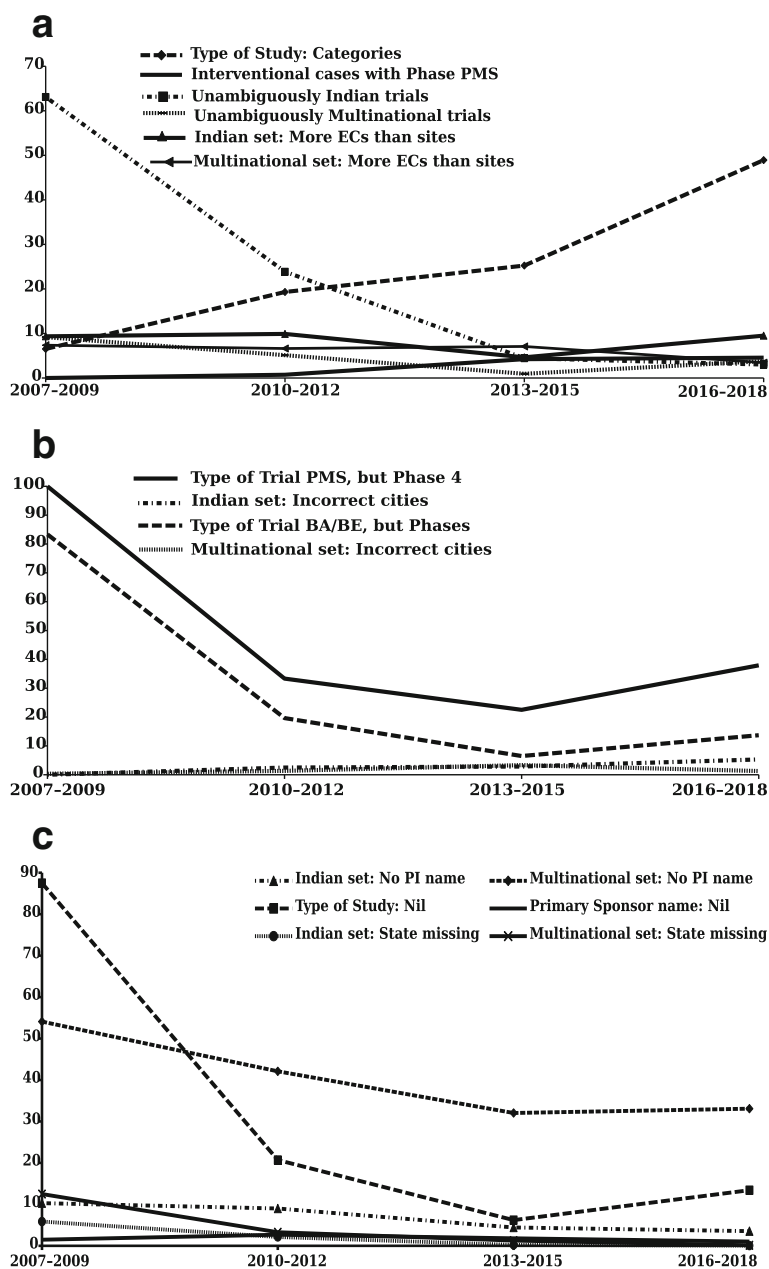 a
Type of Study: Categories
Interventional cases with Phase PMS
Unambiguously Indian trials
Unambiguously Multinational trials
Indian set: More ECs than sites
Multinational set: More ECs than sites
70
60
50
40
30
20
10
0
2007–2009 2010–2012 2013–2015 2016–2018
b
Type of Trial PMS, but Phase 4
Indian set: Incorrect cities
Type of Trial BA/BE, but Phases
Multinational set: Incorrect cities
100
90
80
70
60
50
40
30
20
10
0
2007–2009 2010–2012 2013–2015 2016–2018
c
Indian set: No PI name Multinational set: No PI name
Type of Study: Nil Primary Sponsor name: Nil
Indian set: State missing Multinational set: State missing
90
80
70
60
50
40
30
20
10
0
2007–2009 2010–2012 2013–2015 2016–2018